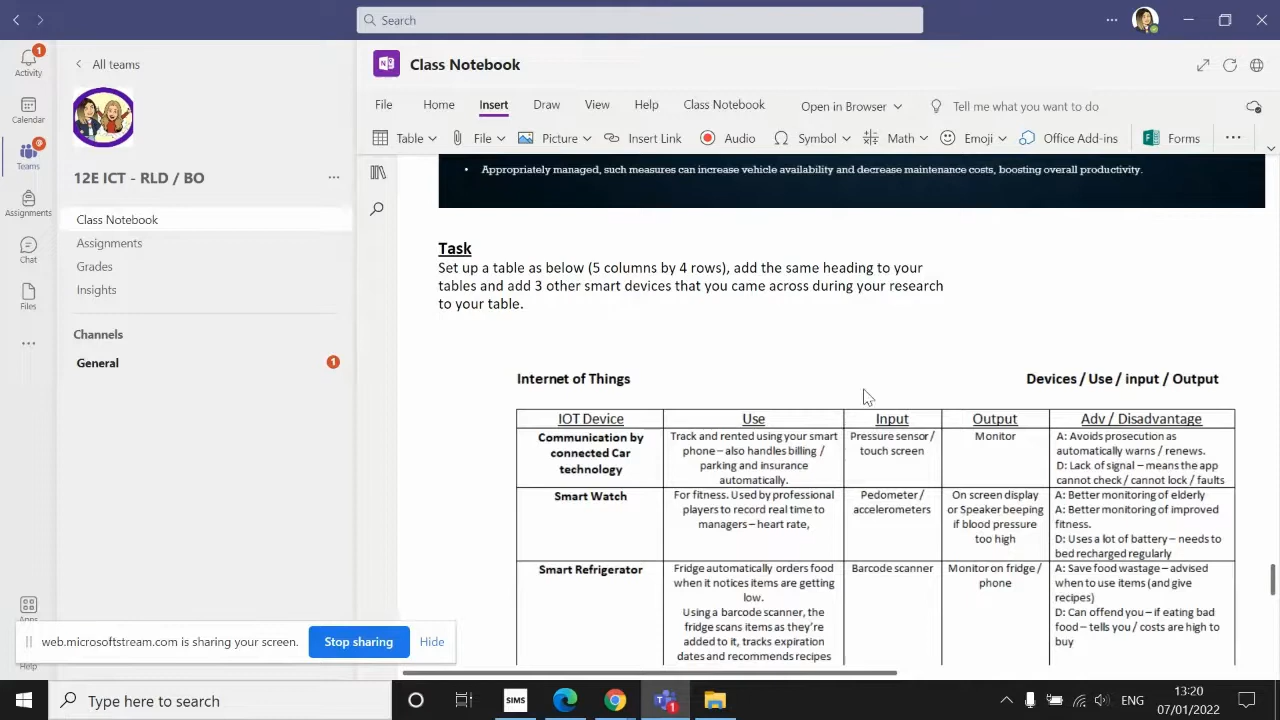 Search
Activity
1
Calendar
Teams
Assignments
Chat
Files
Apps
Help
All teams
12E ICT - RLD / BO
Class Notebook
Assignments
Grades
Insights
Channels
General
1
Class Notebook
File Home Insert Draw View Help Class Notebook Open in Browser Tell me what you want to do
Table File Picture Insert Link Audio Symbol Math Emoji Office Add-ins Forms
• Appropriately managed, such measures can increase vehicle availability and decrease maintenance costs, boosting overall productivity.
Task
Set up a table as below (5 columns by 4 rows), add the same heading to your
tables and add 3 other smart devices that you came across during your research
to your table.
Internet of Things
Devices / Use / input / Output
IOT Device Use Input Output Adv / Disadvantage
Communication by
connected Car
technology
Track and rented using your smart
phone – also handles billing /
parking and insurance
automatically.
Pressure sensor /
touch screen
Monitor
A: Avoids prosecution as
automatically warns / renews.
D: Lack of signal – means the app
cannot check / cannot lock / faults
Smart Watch
For fitness. Used by professional
players to record real time to
managers – heart rate,
Pedometer /
accelerometers
On screen display
or Speaker beeping
if blood pressure
too high
A: Better monitoring of elderly
A: Better monitoring of improved
fitness.
D: Uses a lot of battery – needs to
bed recharged regularly
Smart Refrigerator
Fridge automatically orders food
when it notices items are getting
low.
Using a barcode scanner, the
fridge scans items as they're
added to it, tracks expiration
dates and recommends recipes
Barcode scanner
Monitor on fridge /
phone
A: Save food wastage – advised
when to use items (and give
recipes)
D: Can offend you – if eating bad
food – tells you / costs are high to
buy
web.microsoftstream.com is sharing your screen.
Stop sharing
Hide
Type here to search
SIMS
1
ENG
13:20
07/01/2022